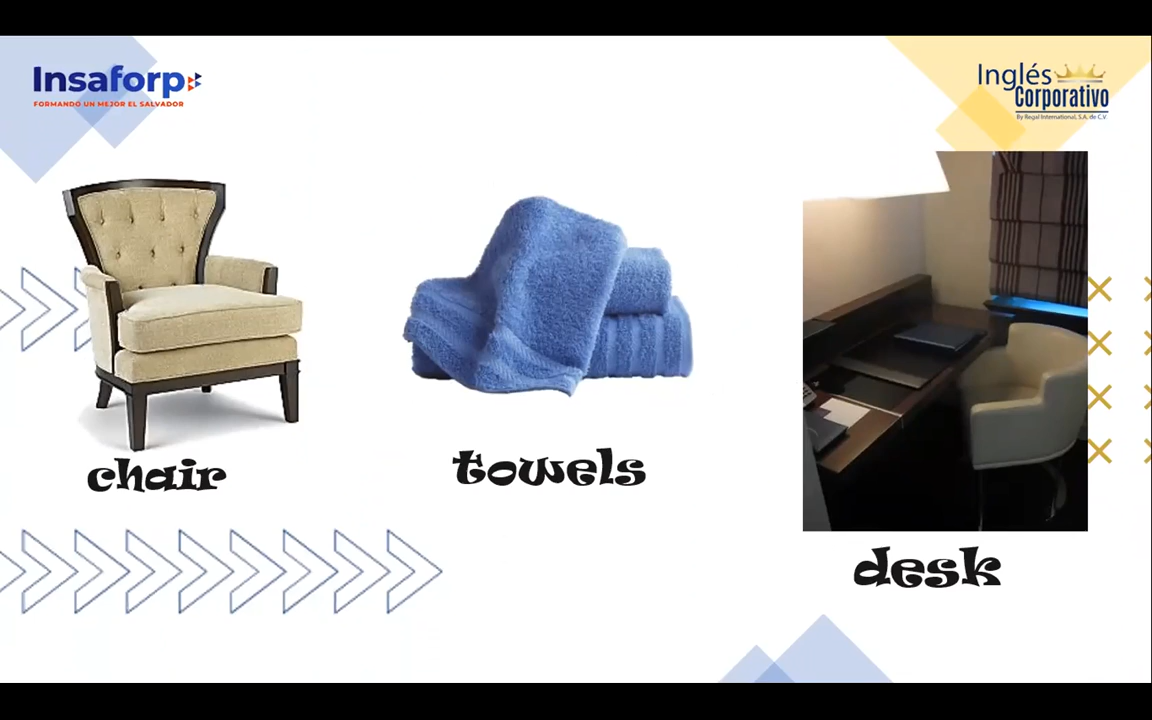 Insaforp
FORMANDO UN MEJOR EL SALVADOR
Inglés
Corporativo
By Regal International, S.A. de C.V.
chair
towels
desk